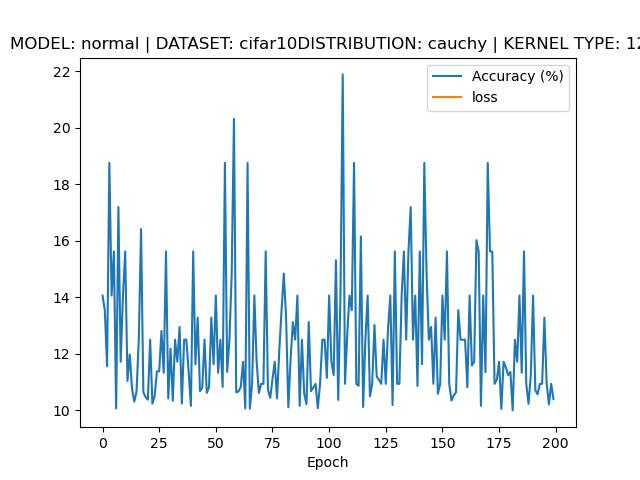 MODEL: normal | DATASET: cifar10DISTRIBUTION: cauchy | KERNEL TYPE: 12
Accuracy (%)
loss
22
20
18
16
14
12
10
0 25 50 75 100 125 150 175 200
Epoch